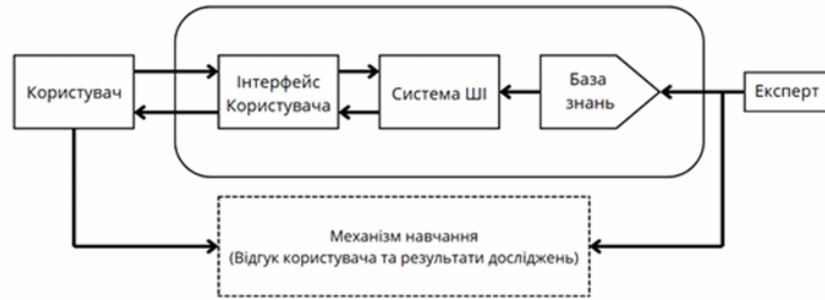 Користувач
Інтерфейс
Користувача
Система ШІ
База
знань
Експерт
Механізм навчання
(Відгук користувача та результати досліджень)